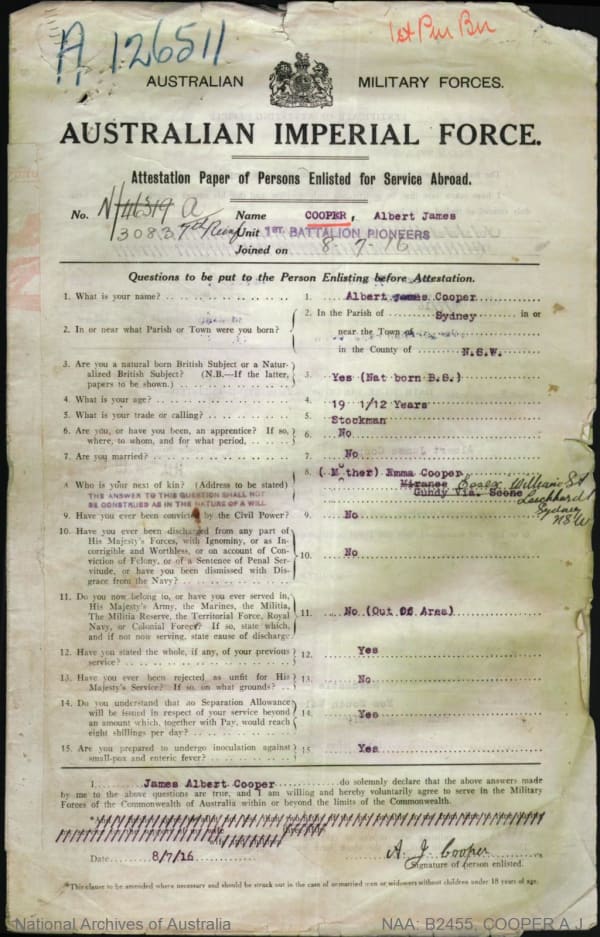 A 126511
1st Pnr Bn
AUSTRALIAN MILITARY FORCES.
AUSTRALIAN IMPERIAL FORCE.
Attestation Paper of Persons Enlisted for Service Abroad.
No. N/46319 a
3083 7th Reinf
Name COOPER, Albert James
Unit 1ST. BATTALION PIONEERS
Joined on 8-7-16
Questions to be put to the Person Enlisting before Attestation.
1. What is your name? 1. Albert James Cooper
2. In or near what Parish or Town were you born? 2. In the Parish of Sydney in or
near the Town of
in the County of N.S.W.
3. Are you a natural born British Subject or a Natur-
alized British Subject? (N.B.—If the latter,
papers to be shown.) 3. Yes (Nat born B.S.)
4. What is your age? 4. 19 1/12 Years
5. What is your trade or calling? 5. Stockman
6. Are you, or have you been, an apprentice? If so,
where, to whom, and for what period. 6. No
7. Are you married? 7. No
8. Who is your next of kin? (Address to be stated) 8. (Mother) Emma Cooper
Miranee
Gundy Via. Scone
Essex William St
Leichhardt
Sydney
NSW
THE ANSWER TO THIS QUESTION SHALL NOT
BE CONSTRUED AS IN THE NATURE OF A WILL.
9. Have you ever been convicted by the Civil Power? 9. No
10. Have you ever been discharged from any part of
His Majesty's Forces, with Ignominy, or as In-
corrigible and Worthless, or on account of Con-
viction of Felony, or of a Sentence of Penal Ser-
vitude, or have you been dismissed with Dis-
grace from the Navy? 10. No
11. Do you now belong to, or have you ever served in,
His Majesty's Army, the Marines, the Militia,
The Militia Reserve, the Territorial Force, Royal
Navy, or Colonial Forces? If so, state which,
and if not now serving, state cause of discharge. 11. No (Out Of Area)
12. Have you stated the whole, if any, of your previous
service? 12. Yes
13. Have you ever been rejected as unfit for His
Majesty's Service? If so, on what grounds? 13. No
14. Do you understand that no Separation Allowance
will be issued in respect of your service beyond
an amount which, together with Pay, would reach
eight shillings per day? 14. Yes
15. Are you prepared to undergo inoculation against
small-pox and enteric fever? 15. Yes
I, James Albert Cooper do solemnly declare that the above answers made
by me to the above questions are true, and I am willing and hereby voluntarily agree to serve in the Military
Forces of the Commonwealth of Australia within or beyond the limits of the Commonwealth.
Date 8/7/16
A. J. Cooper
Signature of person enlisted.
*This clause to be amended where necessary and should be struck out in the case of unmarried men or widowers without children under 18 years of age.
National Archives of Australia NAA: B2455, COOPER A J